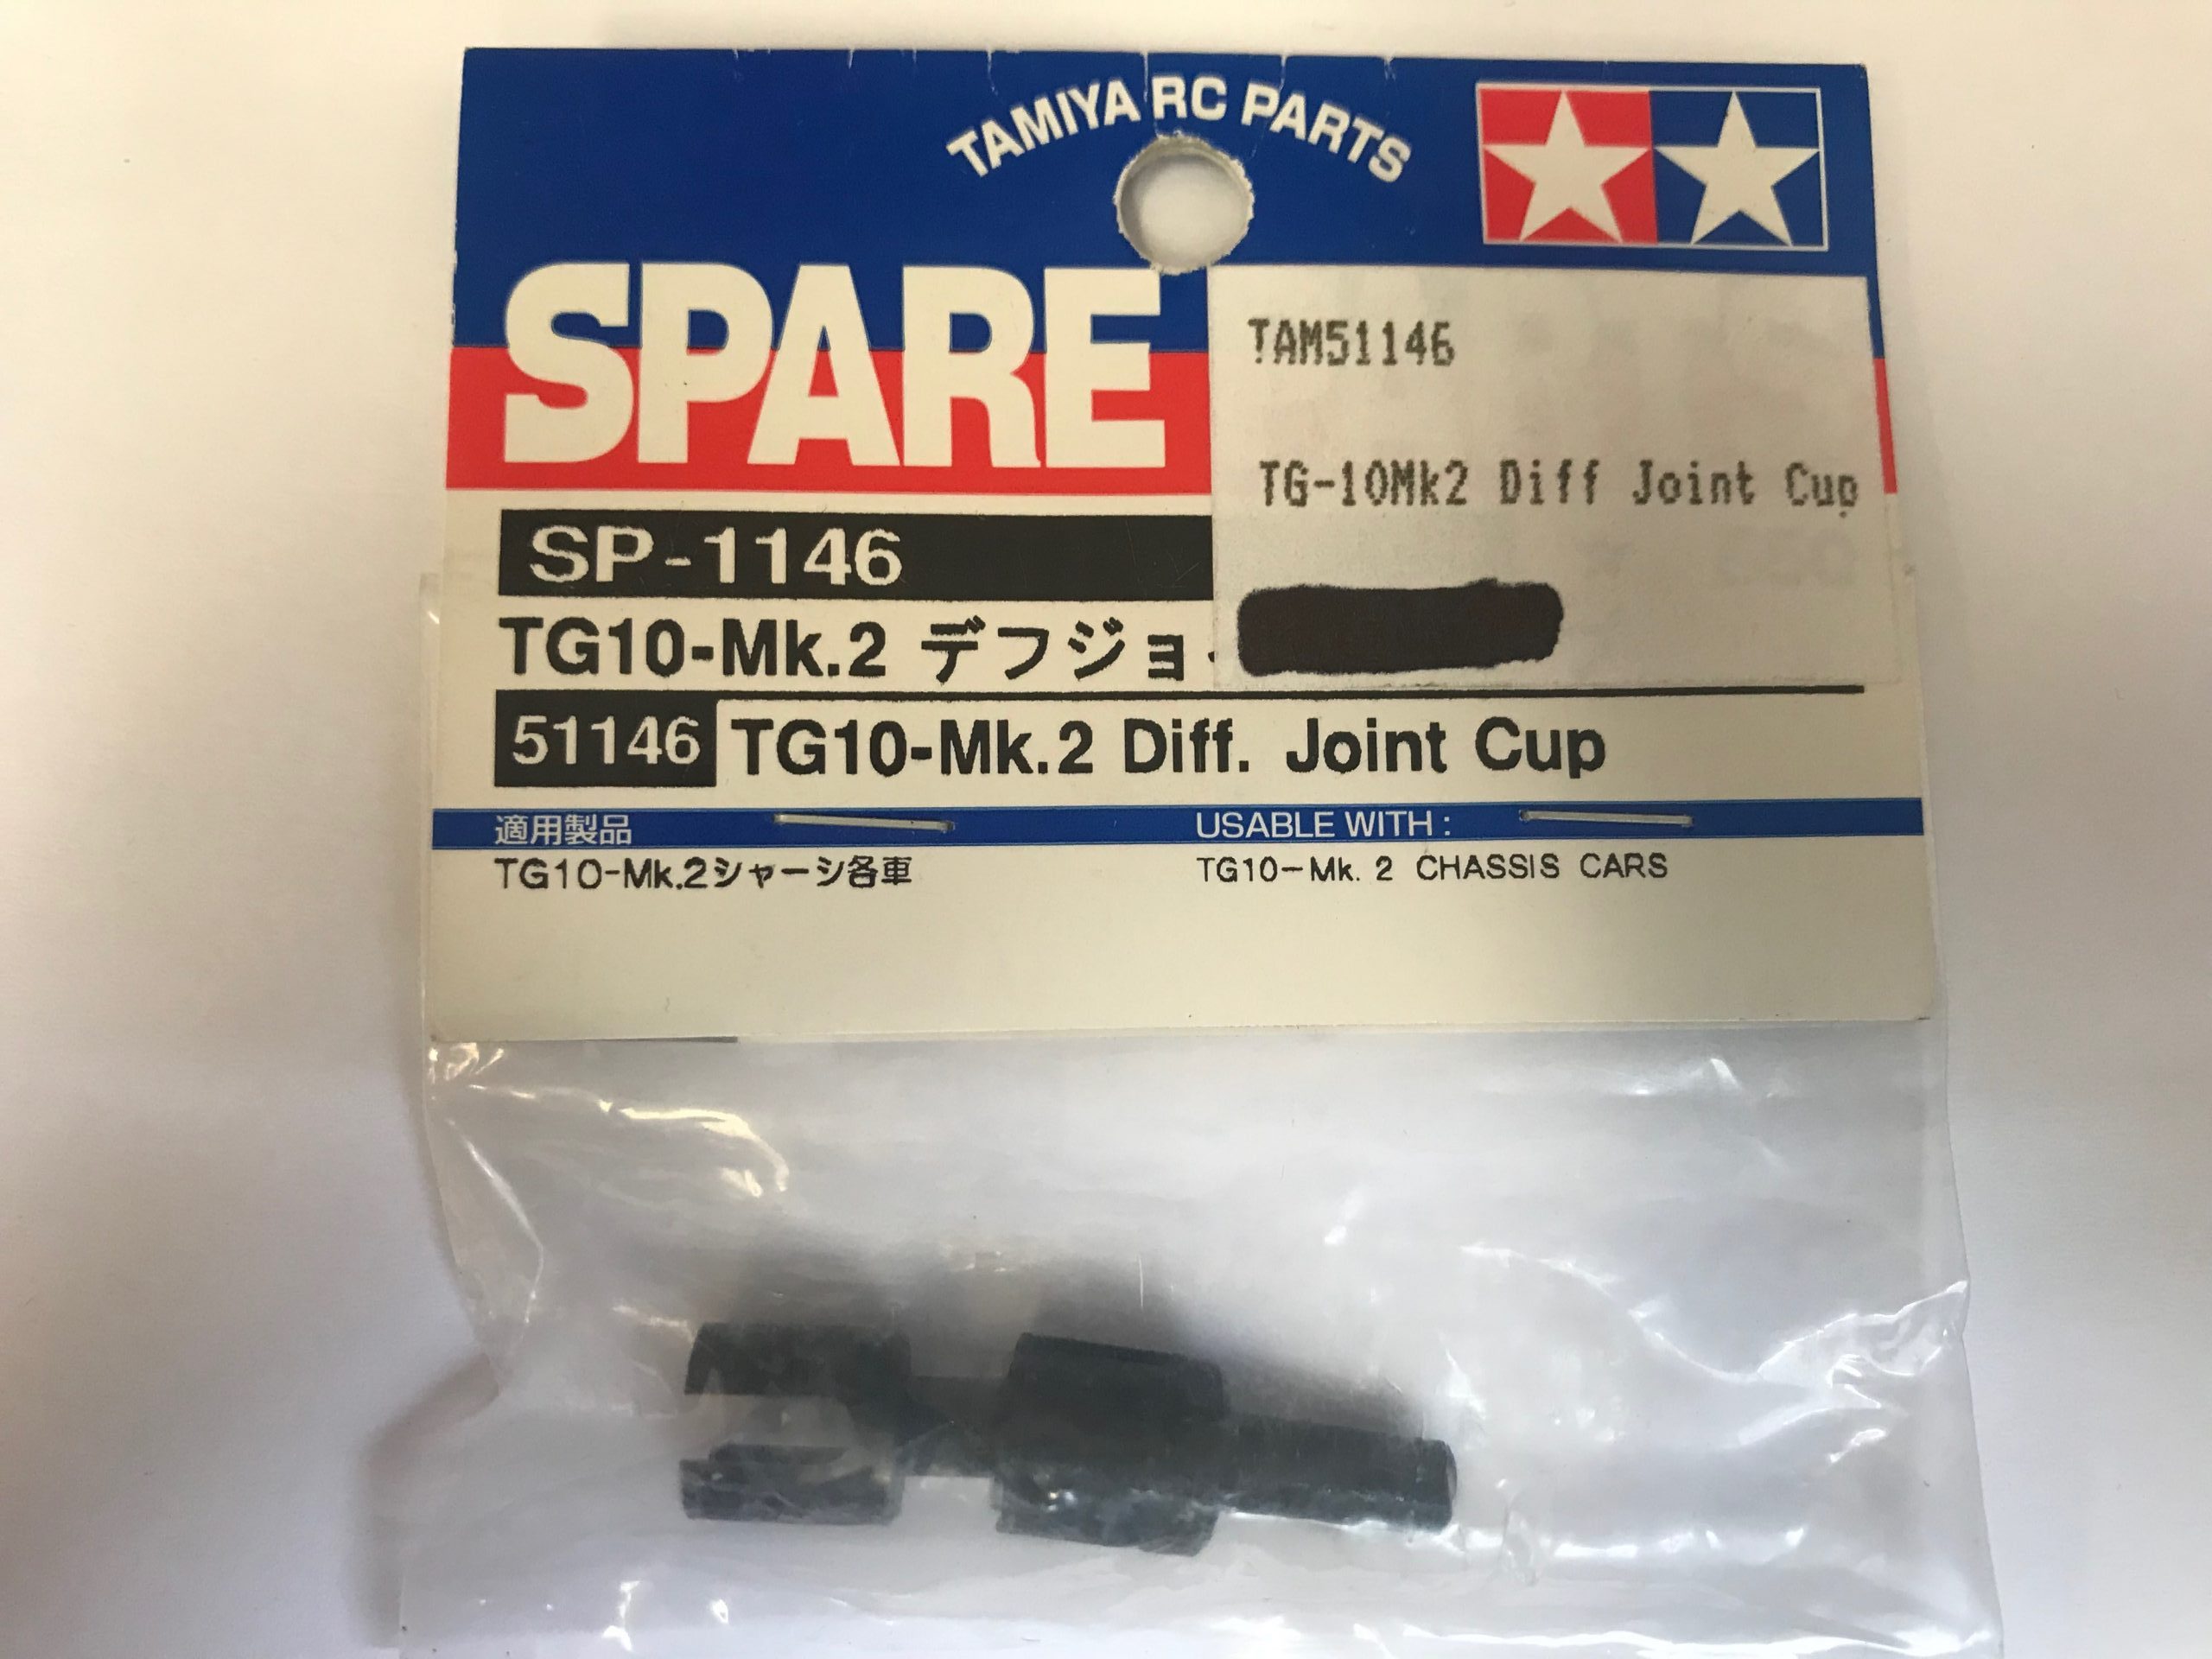 TAMIYA RC PARTS
SPARE
TAM51146
TG-10Mk2 Diff Joint Cup
SP-1146
TG10-Mk.2 デフジョ
51146 TG10-Mk.2 Diff. Joint Cup
適用製品
TG10-Mk.2シャーシ各車
USABLE WITH :
TG10-Mk. 2 CHASSIS CARS